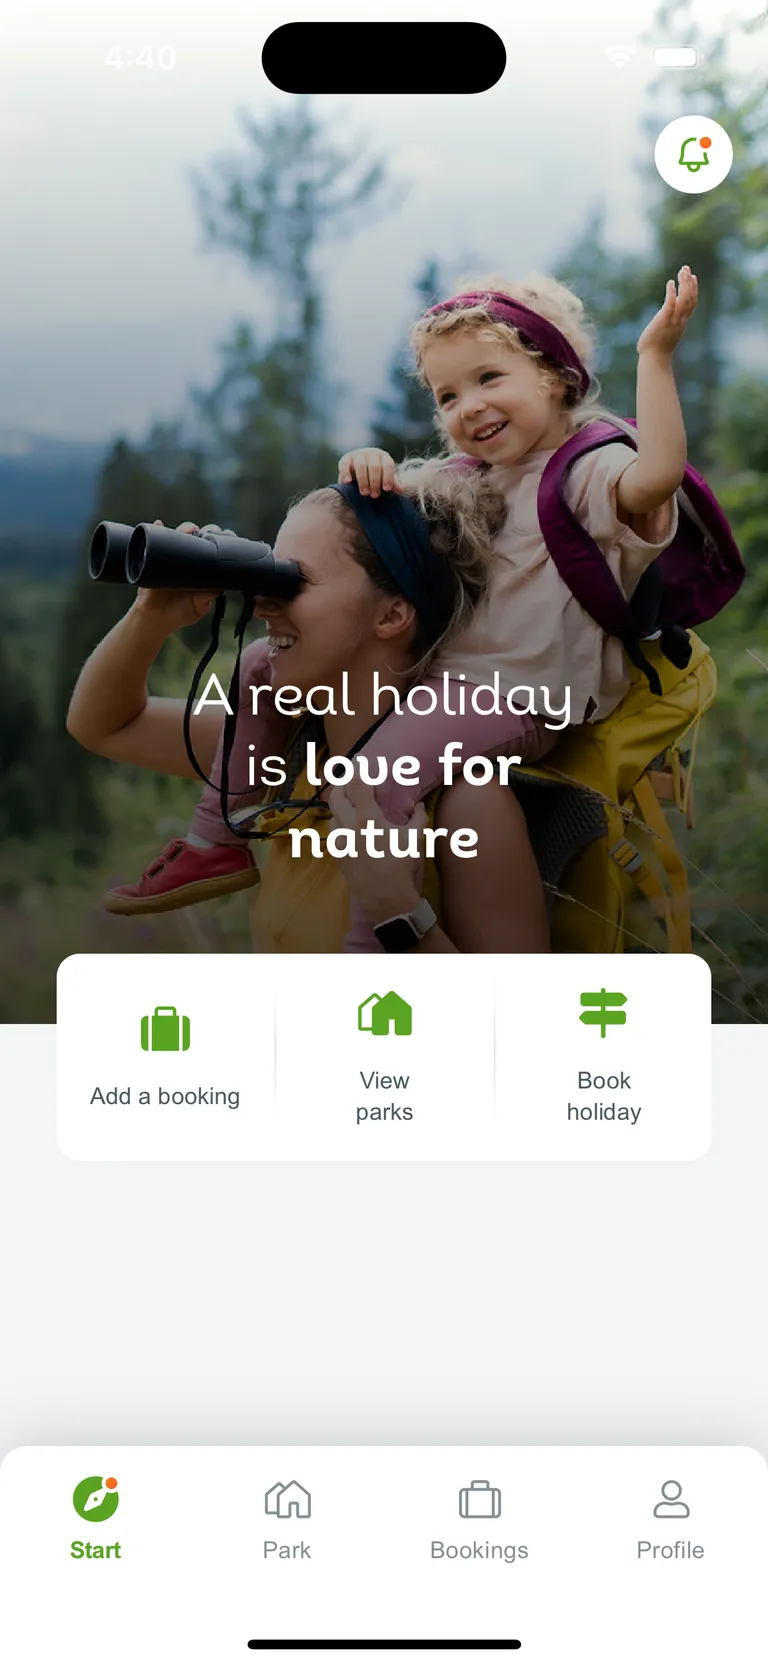 4:40
A real holiday
is love for
nature
Add a booking
View
parks
Book
holiday
Start
Park
Bookings
Profile